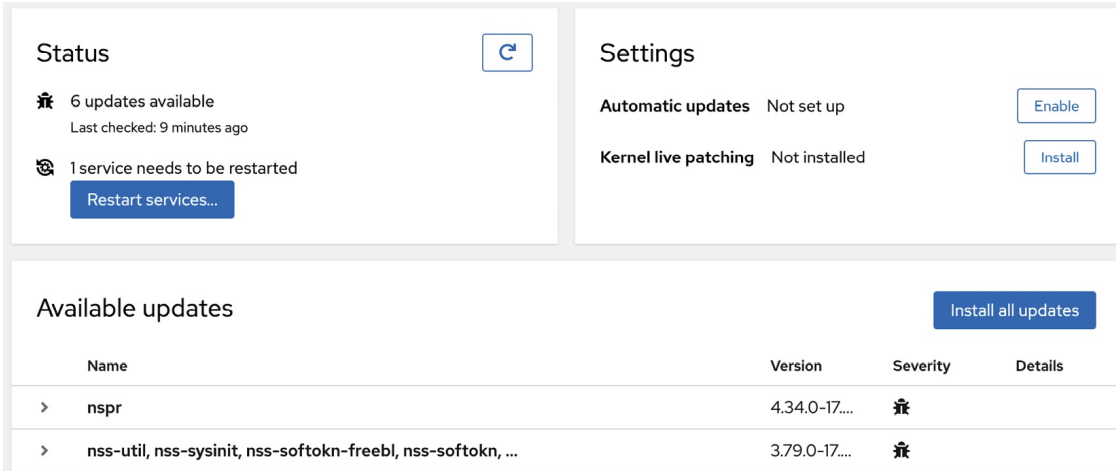 Status
6 updates available
Last checked: 9 minutes ago
1 service needs to be restarted
Restart services...
Settings
Automatic updates Not set up Enable
Kernel live patching Not installed Install
Available updates
Install all updates
Name Version Severity Details
nspr 4.34.0-17....
nss-util, nss-sysinit, nss-softokn-freebl, nss-softokn, ... 3.79.0-17....